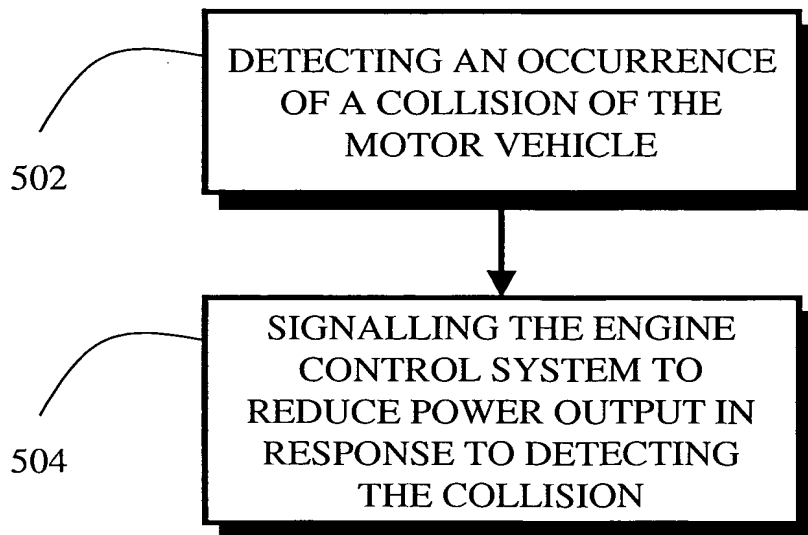 DETECTING AN OCCURRENCE
OF A COLLISION OF THE
MOTOR VEHICLE
502
SIGNALLING THE ENGINE
CONTROL SYSTEM TO
REDUCE POWER OUTPUT IN
RESPONSE TO DETECTING
THE COLLISION
504